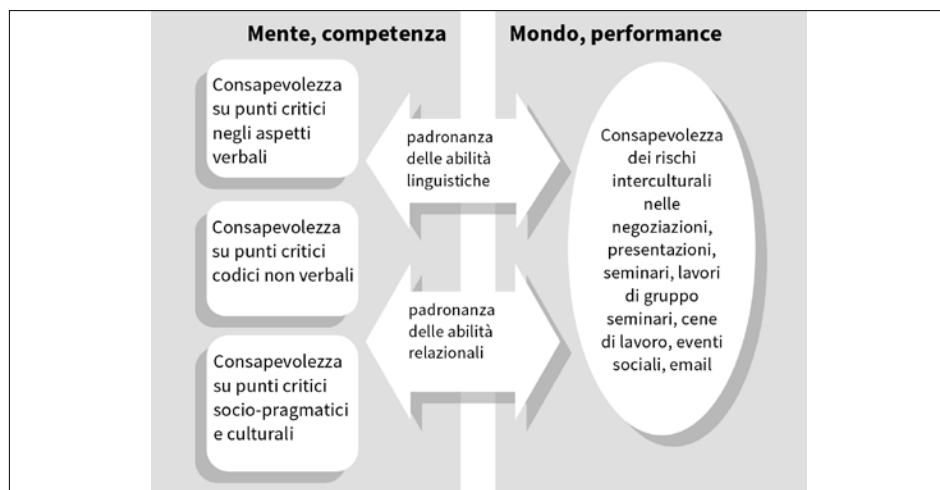 Mente, competenza
Mondo, performance
Consapevolezza
su punti critici
negli aspetti
verbali
Consapevolezza
su punti critici
codici non verbali
Consapevolezza
su punti critici
socio-pragmatici
e culturali
padronanza
delle abilità
linguistiche
padronanza
delle abilità
relazionali
Consapevolezza
dei rischi
interculturali
nelle
negoziazioni,
presentazioni,
seminari, lavori
di gruppo
seminari, cene
di lavoro, eventi
sociali, email